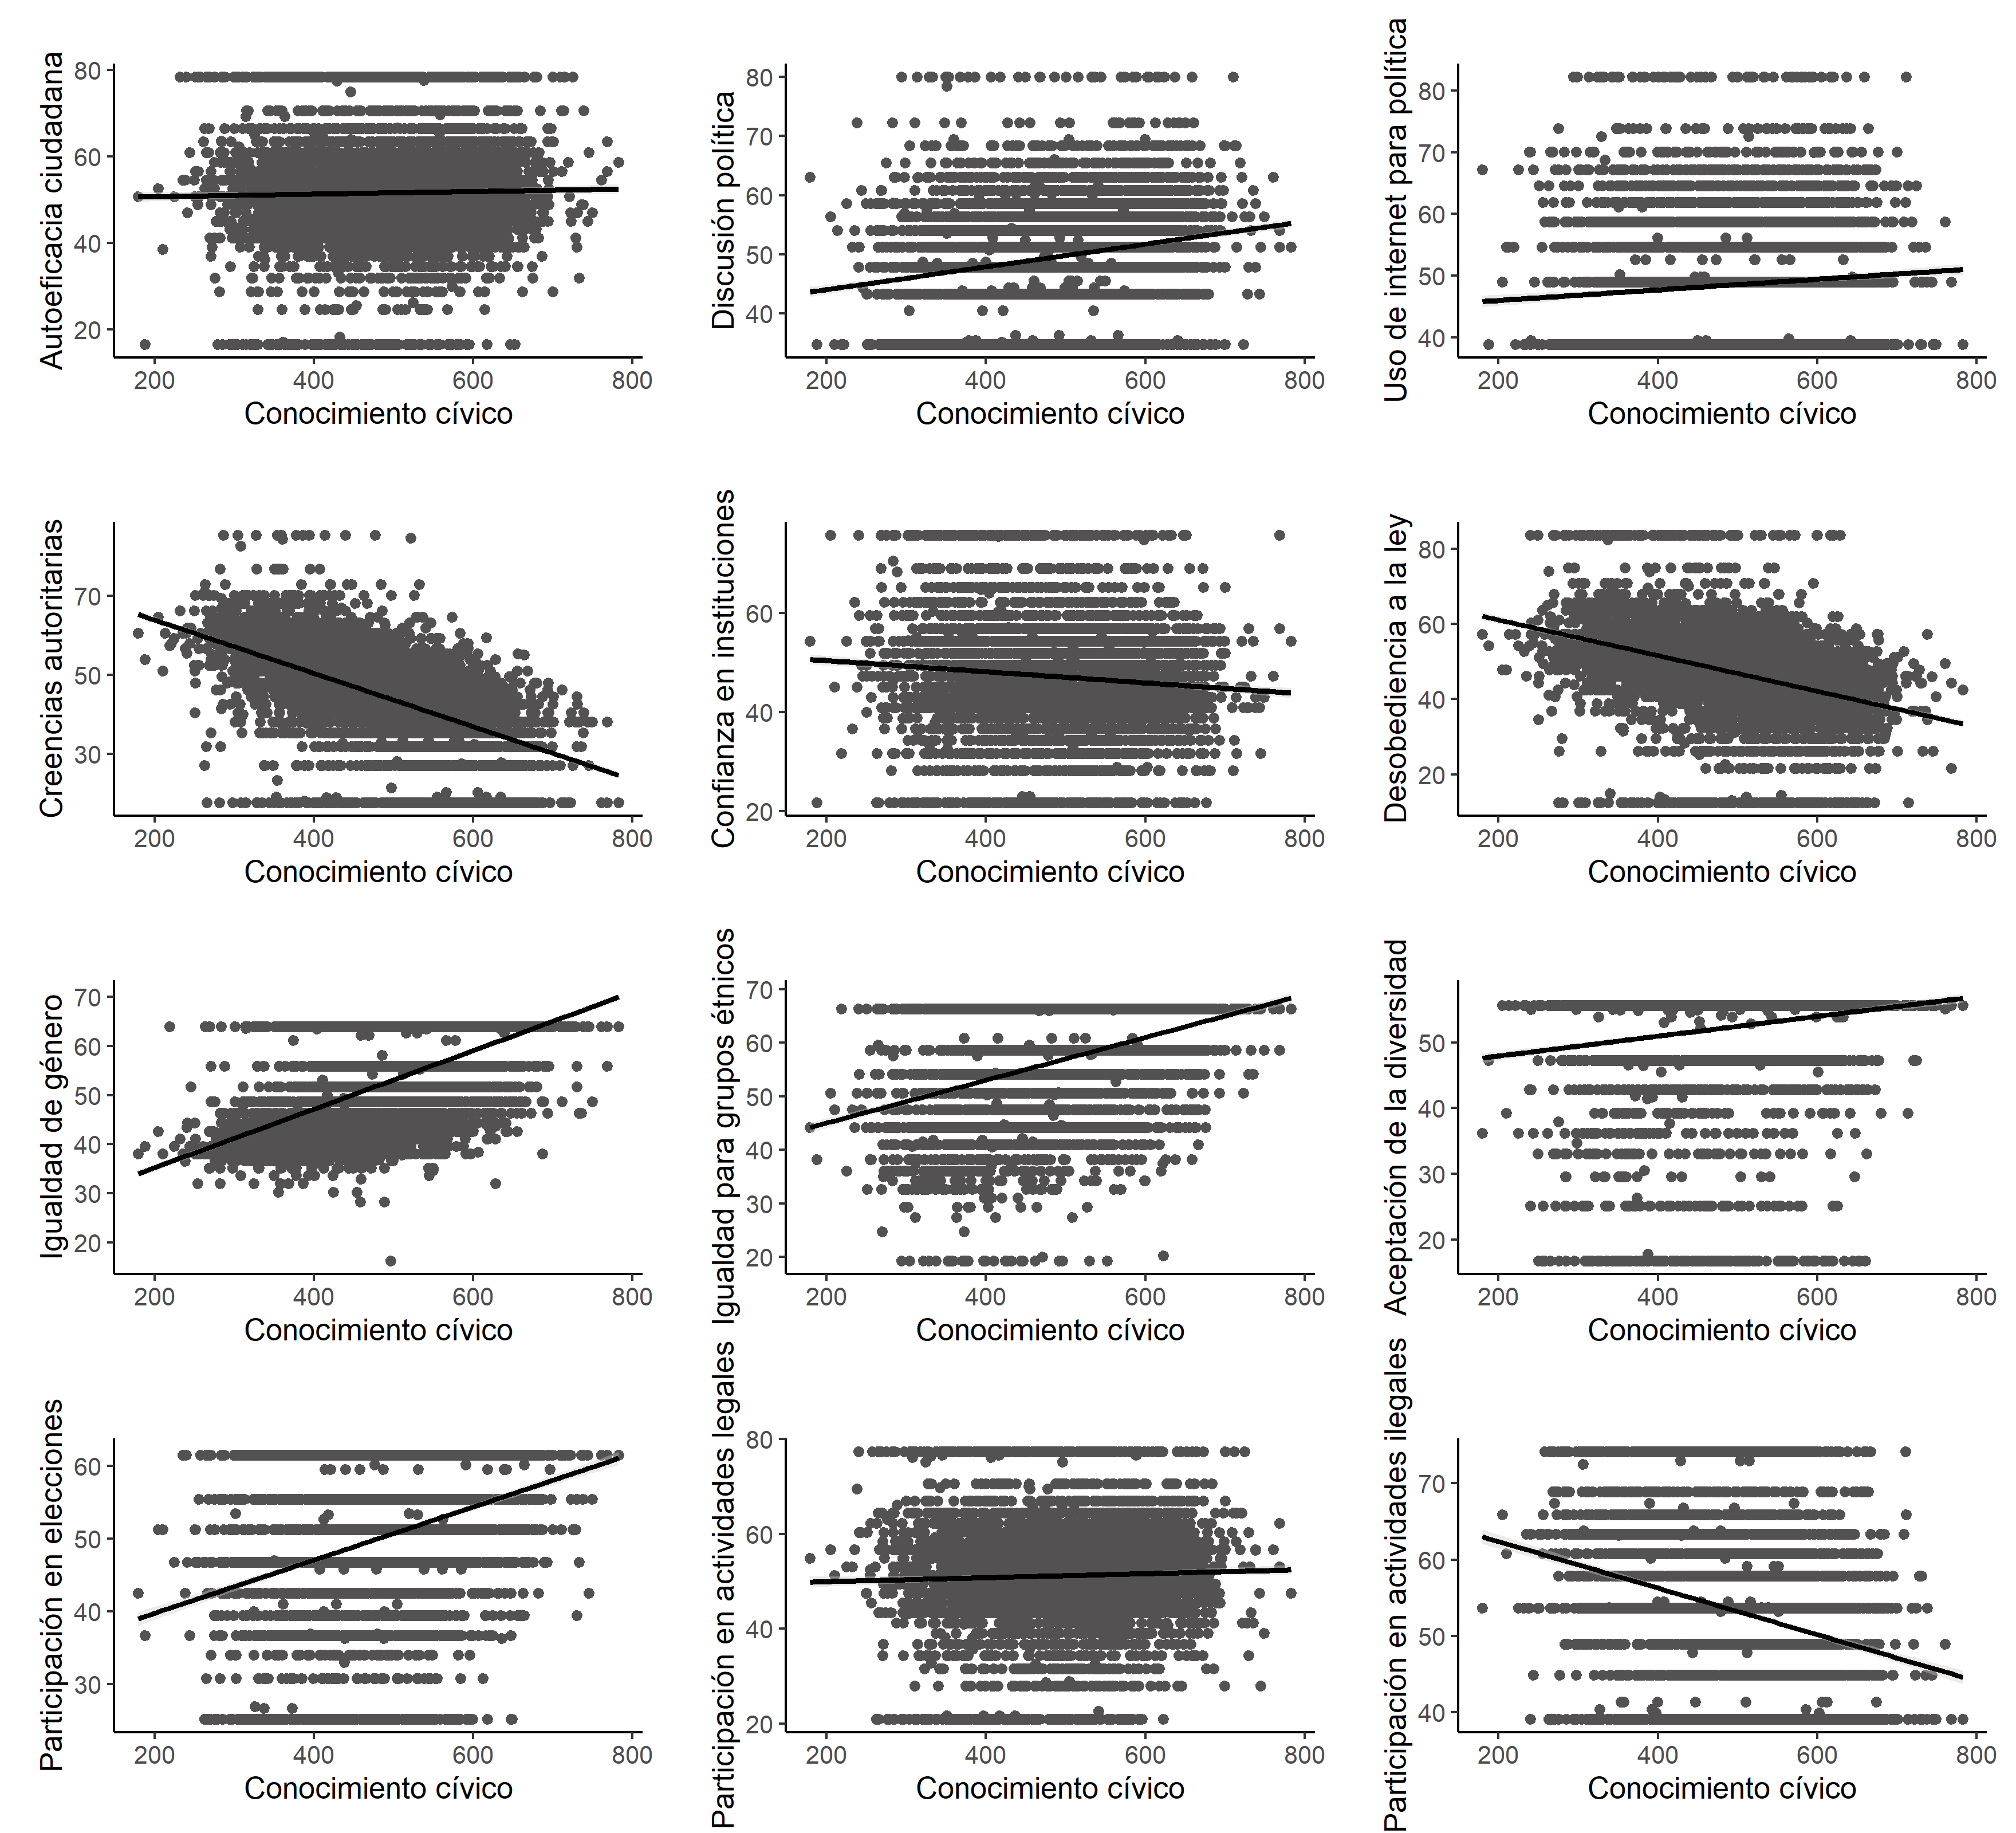 Autoeficacia ciudadana
80
60
40
20
200 400 600 800
Conocimiento cívico
Discusión política
80
70
60
50
40
200 400 600 800
Conocimiento cívico
Uso de internet para política
80
70
60
50
40
200 400 600 800
Conocimiento cívico
Creencias autoritarias
70
50
30
200 400 600 800
Conocimiento cívico
Confianza en instituciones
60
40
20
200 400 600 800
Conocimiento cívico
Desobediencia a la ley
80
60
40
20
200 400 600 800
Conocimiento cívico
Igualdad de género
70
60
50
40
30
20
200 400 600 800
Conocimiento cívico
Igualdad para grupos étnicos
70
60
50
40
30
20
200 400 600 800
Conocimiento cívico
Aceptación de la diversidad
50
40
30
20
200 400 600 800
Conocimiento cívico
Participación en elecciones
60
50
40
30
200 400 600 800
Conocimiento cívico
Participación en actividades legales
80
60
40
20
200 400 600 800
Conocimiento cívico
Participación en actividades ilegales
70
60
50
40
200 400 600 800
Conocimiento cívico